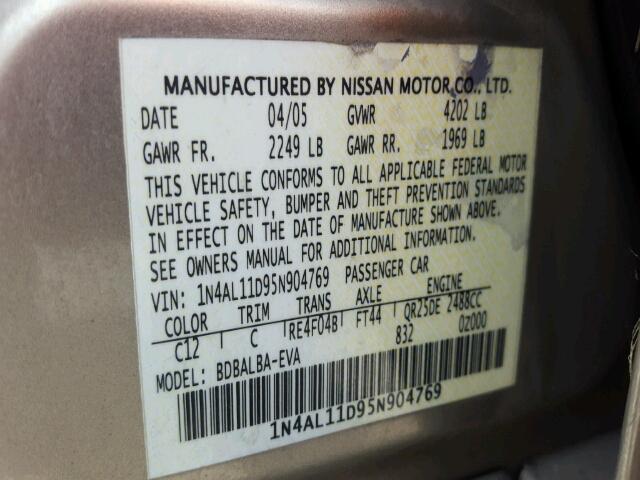 MANUFACTURED BY NISSAN MOTOR CO., LTD.
DATE 04/05 GVWR 4202 LB
GAWR FR. 2249 LB GAWR RR. 1969 LB
THIS VEHICLE CONFORMS TO ALL APPLICABLE FEDERAL MOTOR
VEHICLE SAFETY, BUMPER AND THEFT PREVENTION STANDARDS
IN EFFECT ON THE DATE OF MANUFACTURE SHOWN ABOVE.
SEE OWNERS MANUAL FOR ADDITIONAL INFORMATION.
VIN: 1N4AL11D95N904769 PASSENGER CAR
COLOR TRIM TRANS AXLE ENGINE
C12 C RE4F04B FT44 QR25DE 2488CC
832 0Z000
MODEL: BDBALBA-EVA
1N4AL11D95N904769